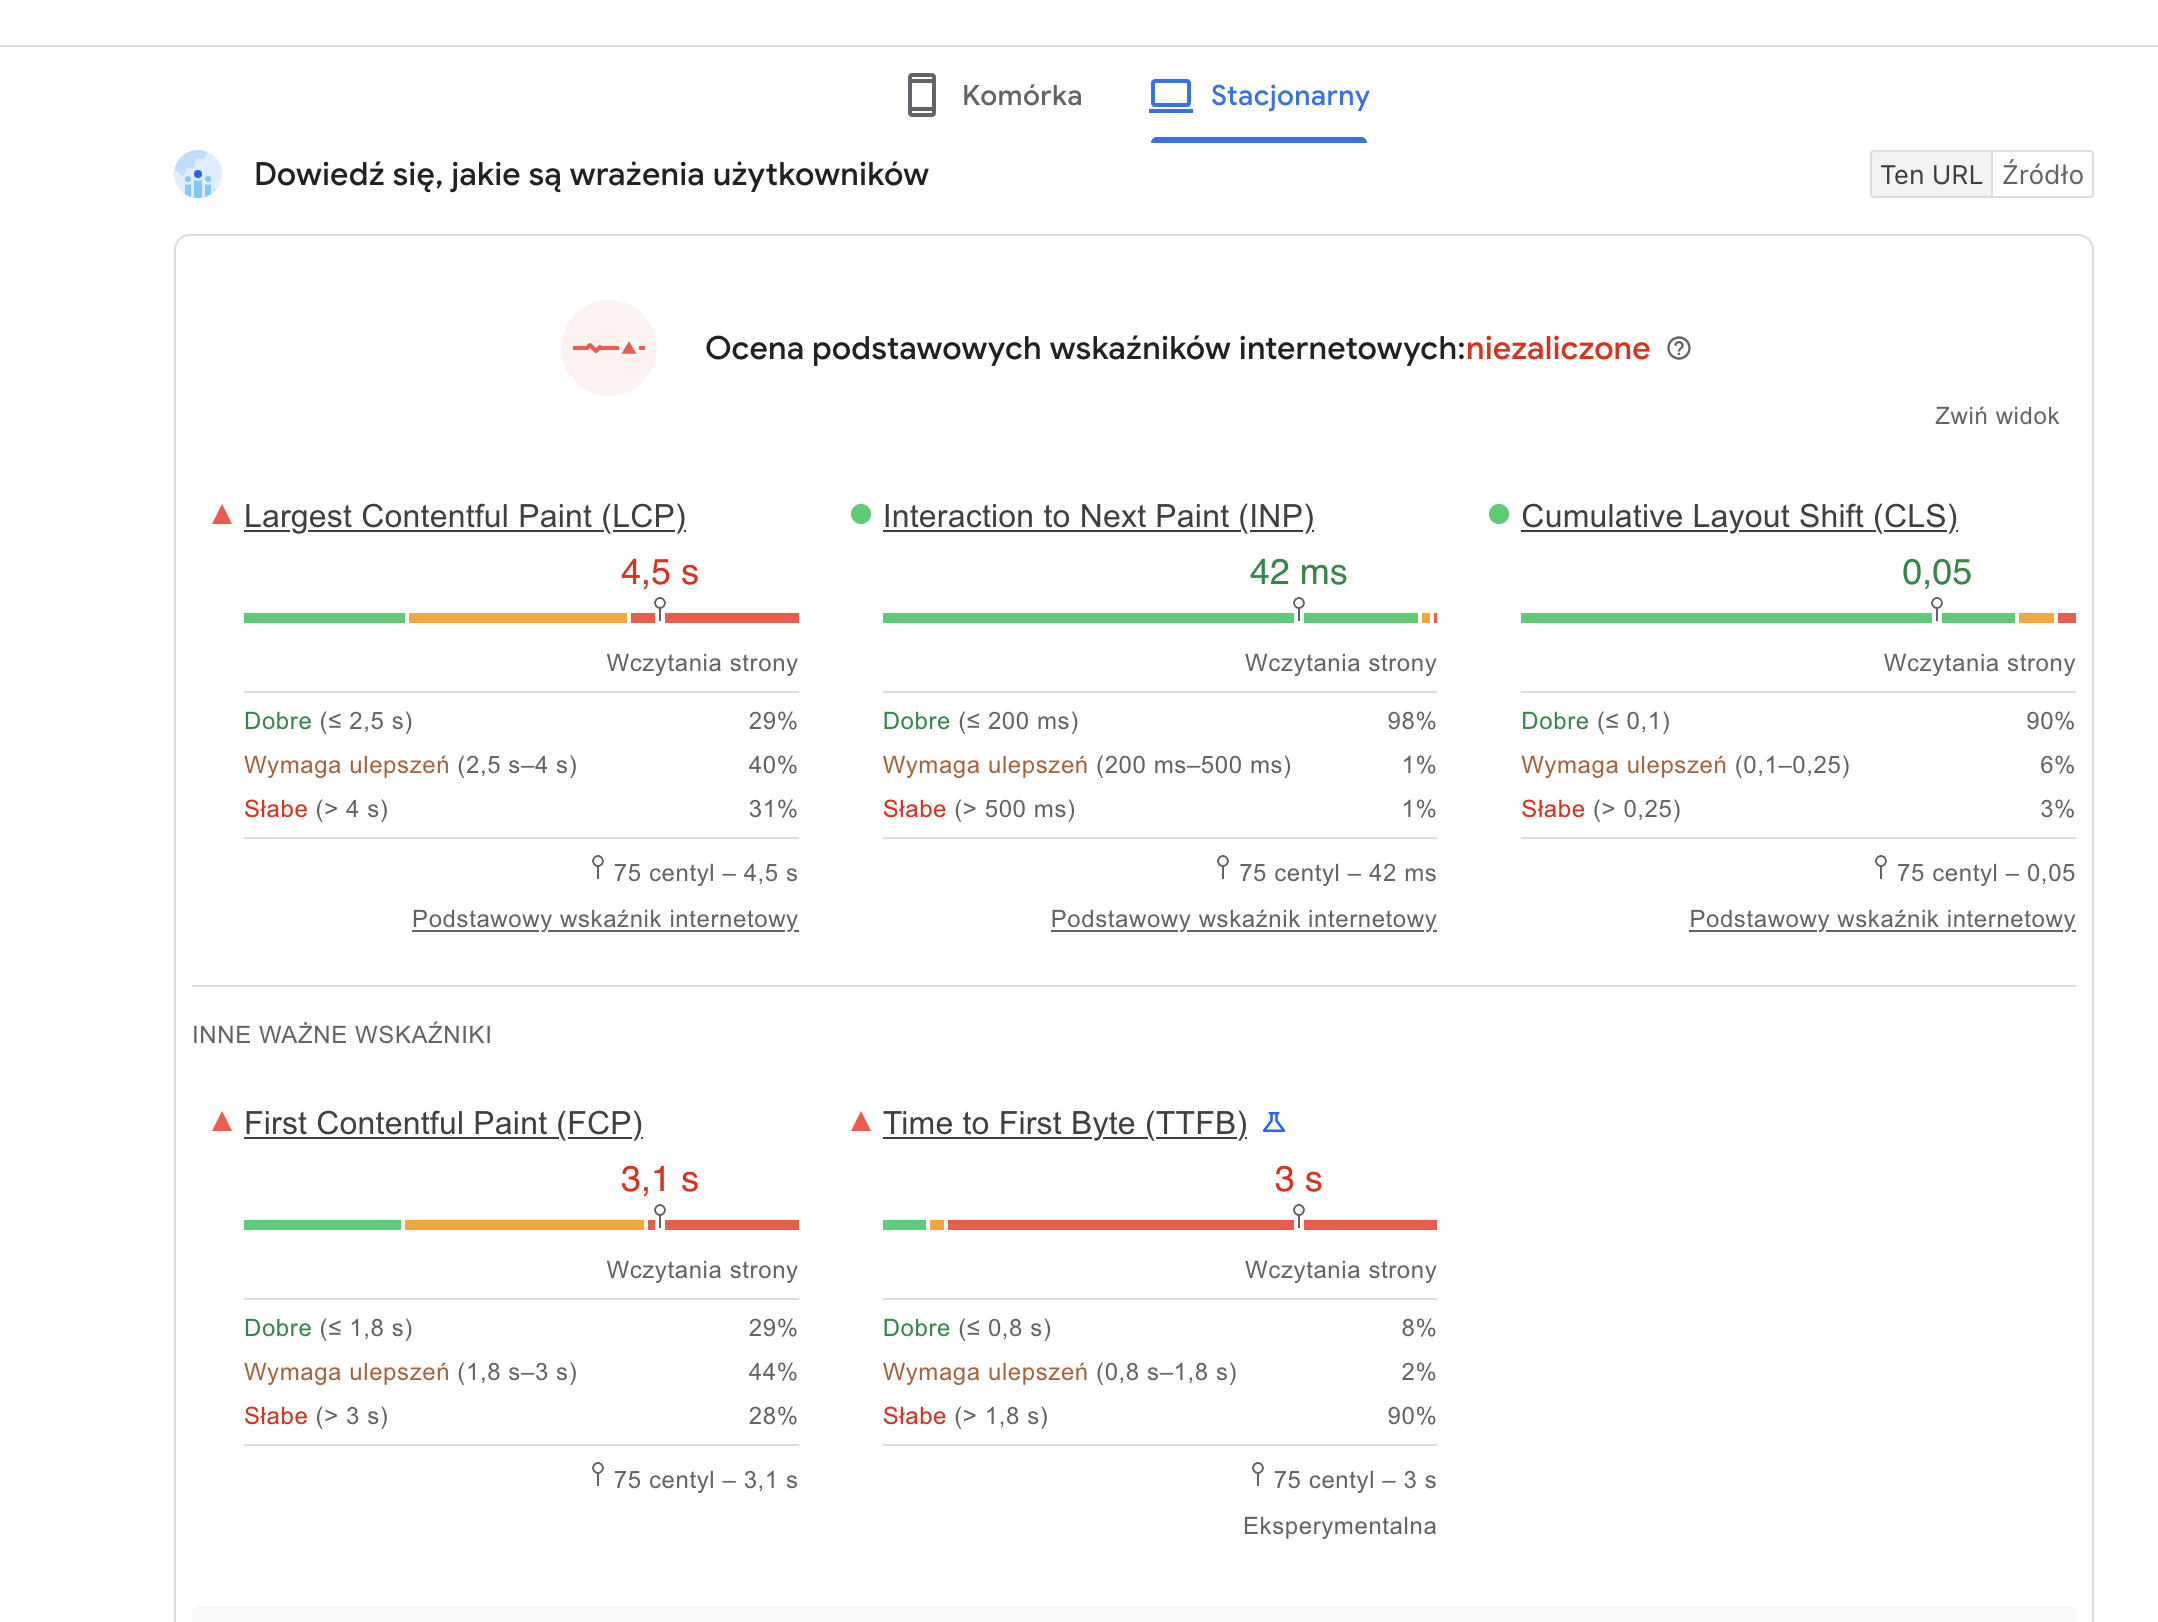 Komórka Stacjonarny
Dowiedź się, jakie są wrażenia użytkowników
Ten URL Źródło
Ocena podstawowych wskaźników internetowych:niezaliczone
Zwiń widok
Largest Contentful Paint (LCP)
4,5 s
Wczytania strony
Dobre (≤ 2,5 s) 29%
Wymaga ulepszeń (2,5 s–4 s) 40%
Słabe (> 4 s) 31%
75 centyl – 4,5 s
Podstawowy wskaźnik internetowy
Interaction to Next Paint (INP)
42 ms
Wczytania strony
Dobre (≤ 200 ms) 98%
Wymaga ulepszeń (200 ms–500 ms) 1%
Słabe (> 500 ms) 1%
75 centyl – 42 ms
Podstawowy wskaźnik internetowy
Cumulative Layout Shift (CLS)
0,05
Wczytania strony
Dobre (≤ 0,1) 90%
Wymaga ulepszeń (0,1–0,25) 6%
Słabe (> 0,25) 3%
75 centyl – 0,05
Podstawowy wskaźnik internetowy
INNE WAŻNE WSKAŹNIKI
First Contentful Paint (FCP)
3,1 s
Wczytania strony
Dobre (≤ 1,8 s) 29%
Wymaga ulepszeń (1,8 s–3 s) 44%
Słabe (> 3 s) 28%
75 centyl – 3,1 s
Time to First Byte (TTFB)
3 s
Wczytania strony
Dobre (≤ 0,8 s) 8%
Wymaga ulepszeń (0,8 s–1,8 s) 2%
Słabe (> 1,8 s) 90%
75 centyl – 3 s
Eksperymentalna